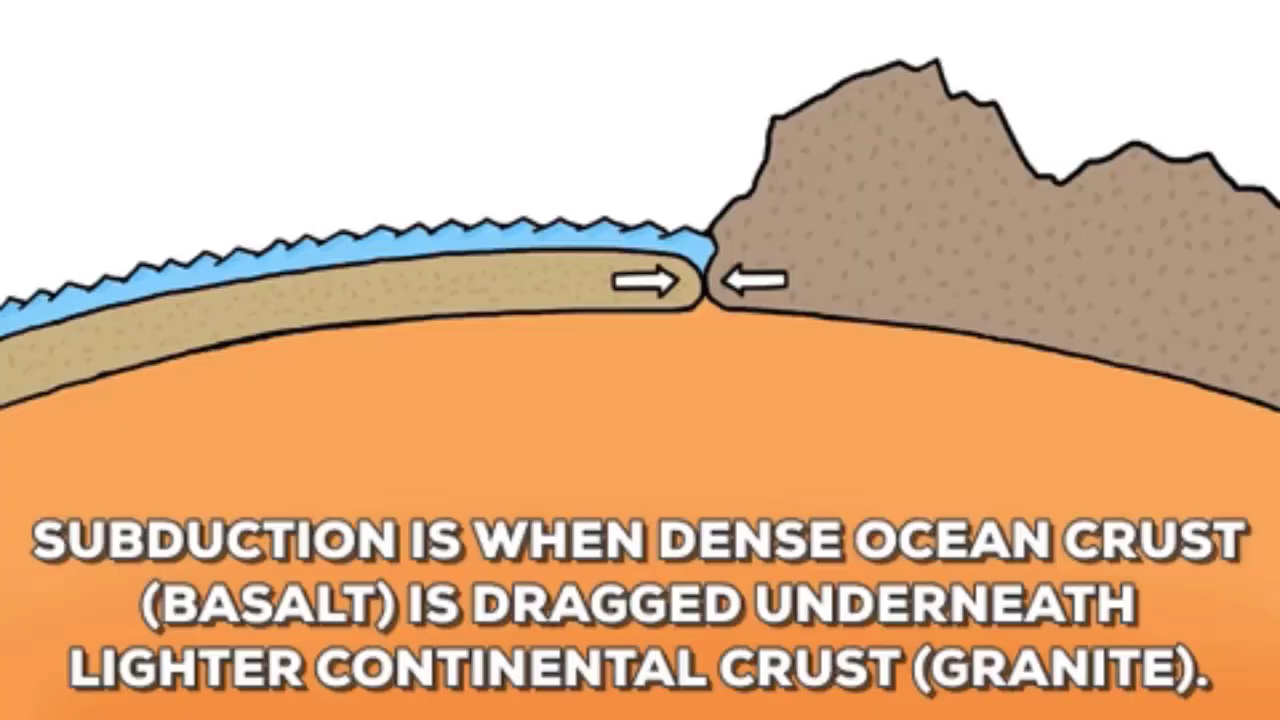 SUBDUCTION IS WHEN DENSE OCEAN CRUST
(BASALT) IS DRAGGED UNDERNEATH
LIGHTER CONTINENTAL CRUST (GRANITE).